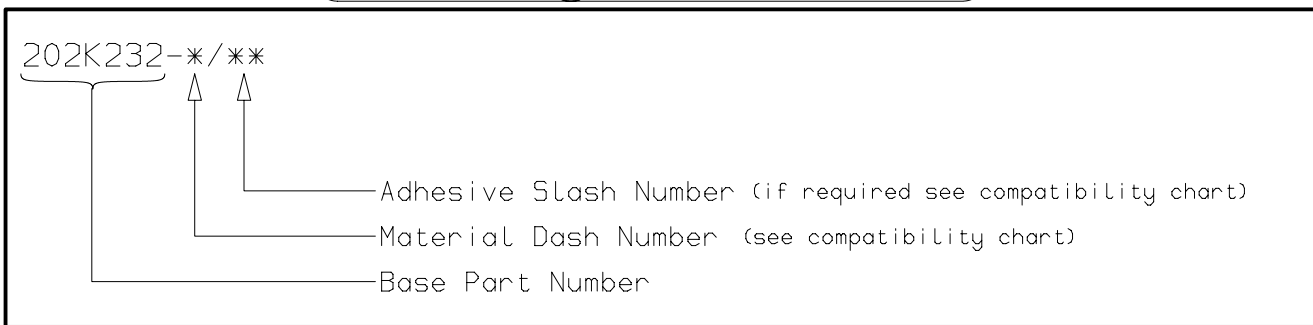 202K232-*/**
Adhesive Slash Number (if required see compatibility chart)
Material Dash Number (see compatibility chart)
Base Part Number